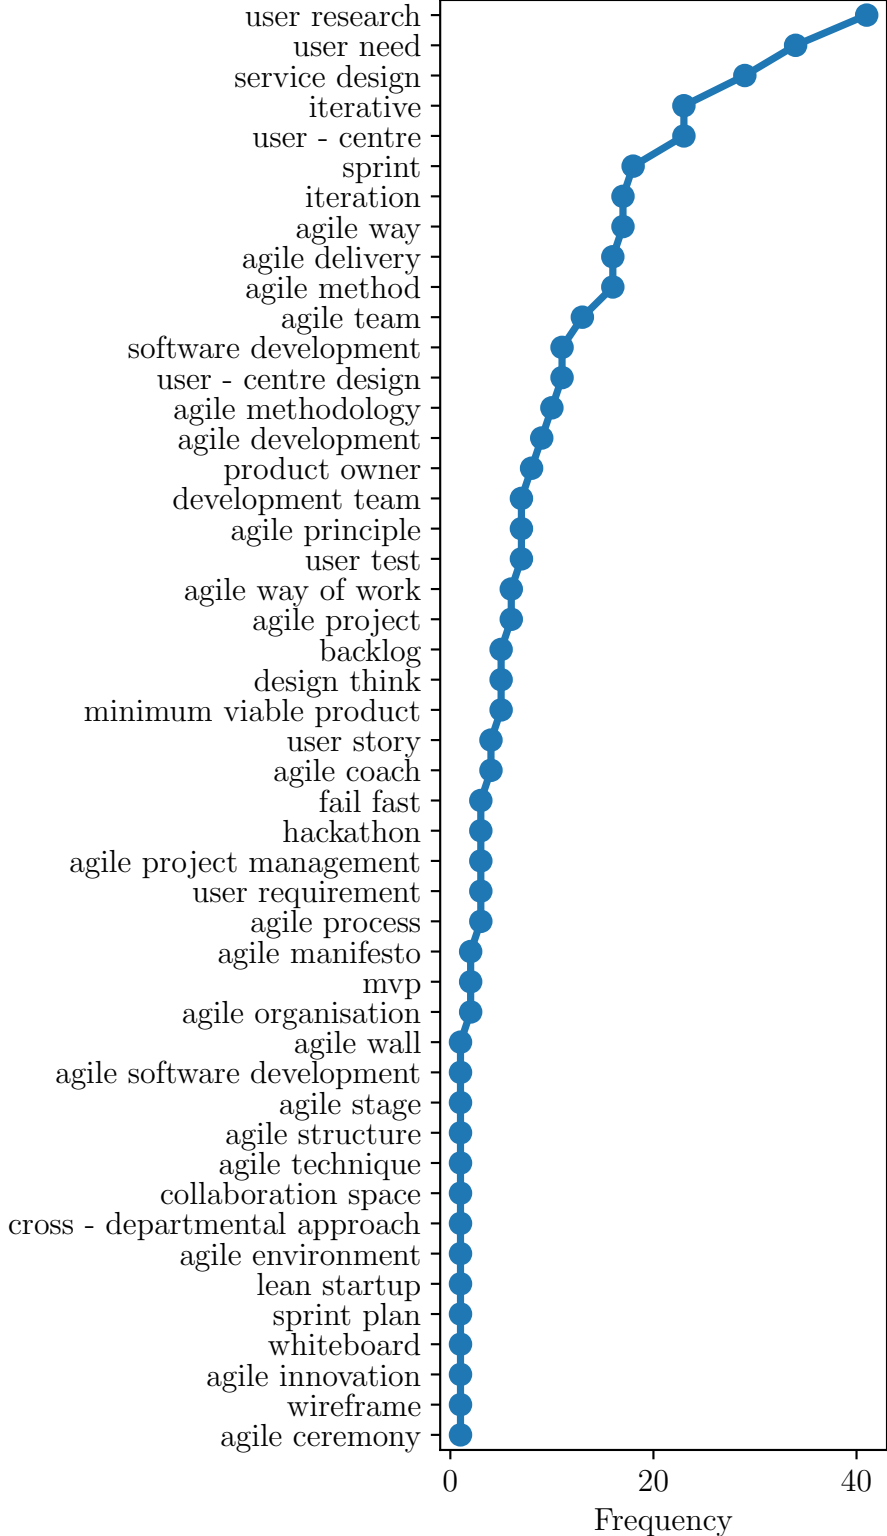 user research
user need
service design
iterative
user - centre
sprint
iteration
agile way
agile delivery
agile method
agile team
software development
user - centre design
agile methodology
agile development
product owner
development team
agile principle
user test
agile way of work
agile project
backlog
design think
minimum viable product
user story
agile coach
fail fast
hackathon
agile project management
user requirement
agile process
agile manifesto
mvp
agile organisation
agile wall
agile software development
agile stage
agile structure
agile technique
collaboration space
cross - departmental approach
agile environment
lean startup
sprint plan
whiteboard
agile innovation
wireframe
agile ceremony
0 20 40
Frequency